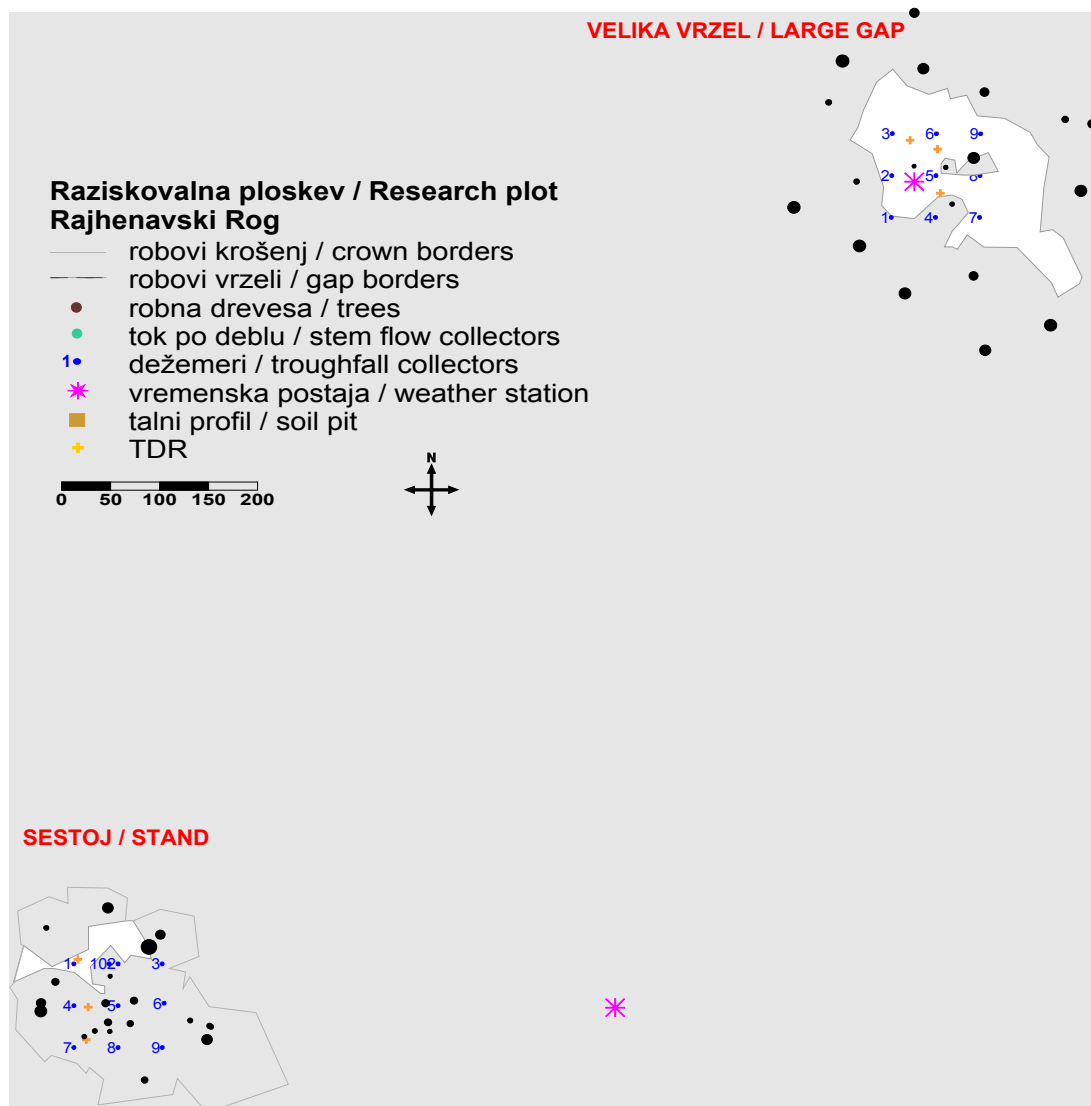 VELIKA VRZEL / LARGE GAP
3 6 9
2 5 8
1 4 7
Raziskovalna ploskev / Research plot
Rajhenavski Rog
robovi krošenj / crown borders
robovi vrzeli / gap borders
robna drevesa / trees
tok po deblu / stem flow collectors
1 dežemeri / troughfall collectors
vremenska postaja / weather station
talni profil / soil pit
TDR
N
0 50 100 150 200
SESTOJ / STAND
1 10 2 3
4 5 6
7 8 9